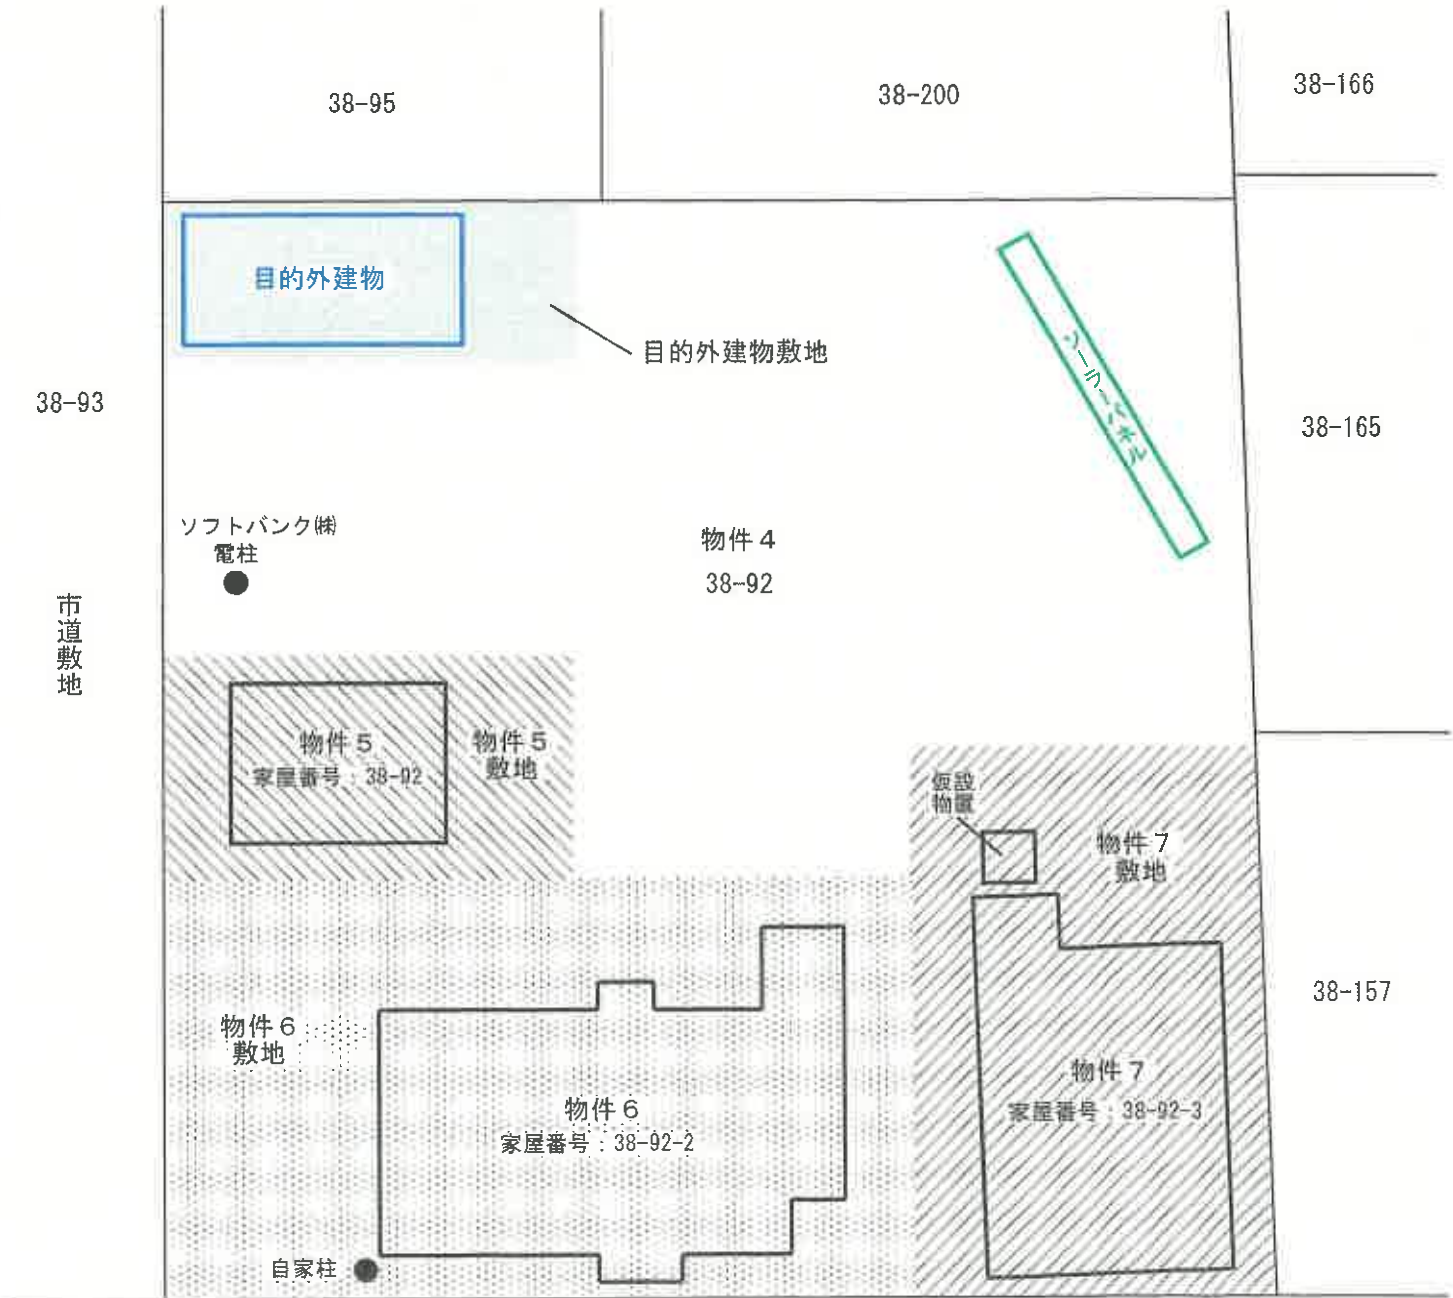 38-95
38-200
38-166
目的外建物
目的外建物敷地
ソーラーパネル
38-93
38-165
ソフトバンク㈱
電柱
物件4
38-92
市道敷地
物件5
家屋番号：38-92
物件5
敷地
仮設
物置
物件7
敷地
38-157
物件6
敷地
物件6
家屋番号：38-92-2
物件7
家屋番号：38-92-3
自家柱